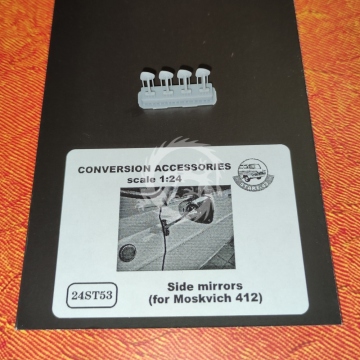 CONVERSION ACCESSORIES
scale 1:24
Side mirrors
24ST53
(for Moskvich 412)